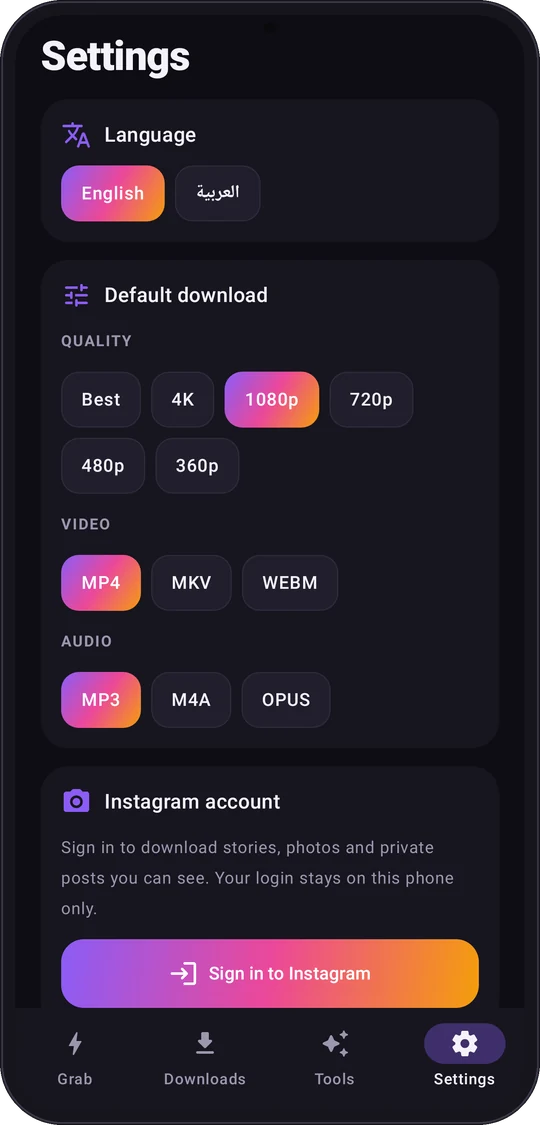 Settings
Language
English
العربية
Default download
QUALITY
Best
4K
1080p
720p
480p
360p
VIDEO
MP4
MKV
WEBM
AUDIO
MP3
M4A
OPUS
Instagram account
Sign in to download stories, photos and private
posts you can see. Your login stays on this phone
only.
Sign in to Instagram
Grab
Downloads
Tools
Settings